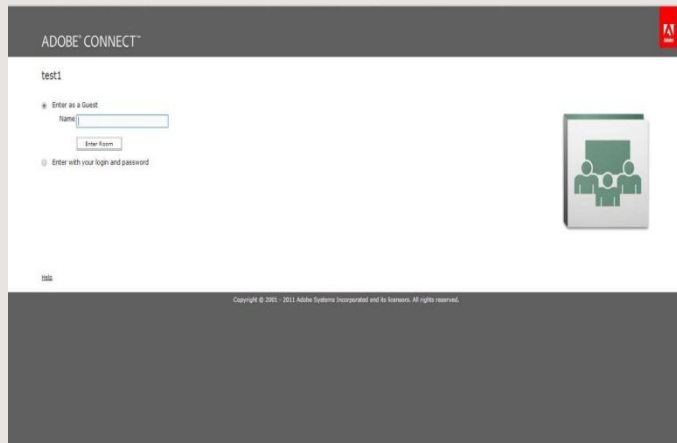 ADOBE® CONNECT™
Adobe
test1
Enter as a Guest
Name
Enter Room
Enter with your login and password
Help
Copyright © 2001 - 2011 Adobe Systems Incorporated and its licensors. All rights reserved.